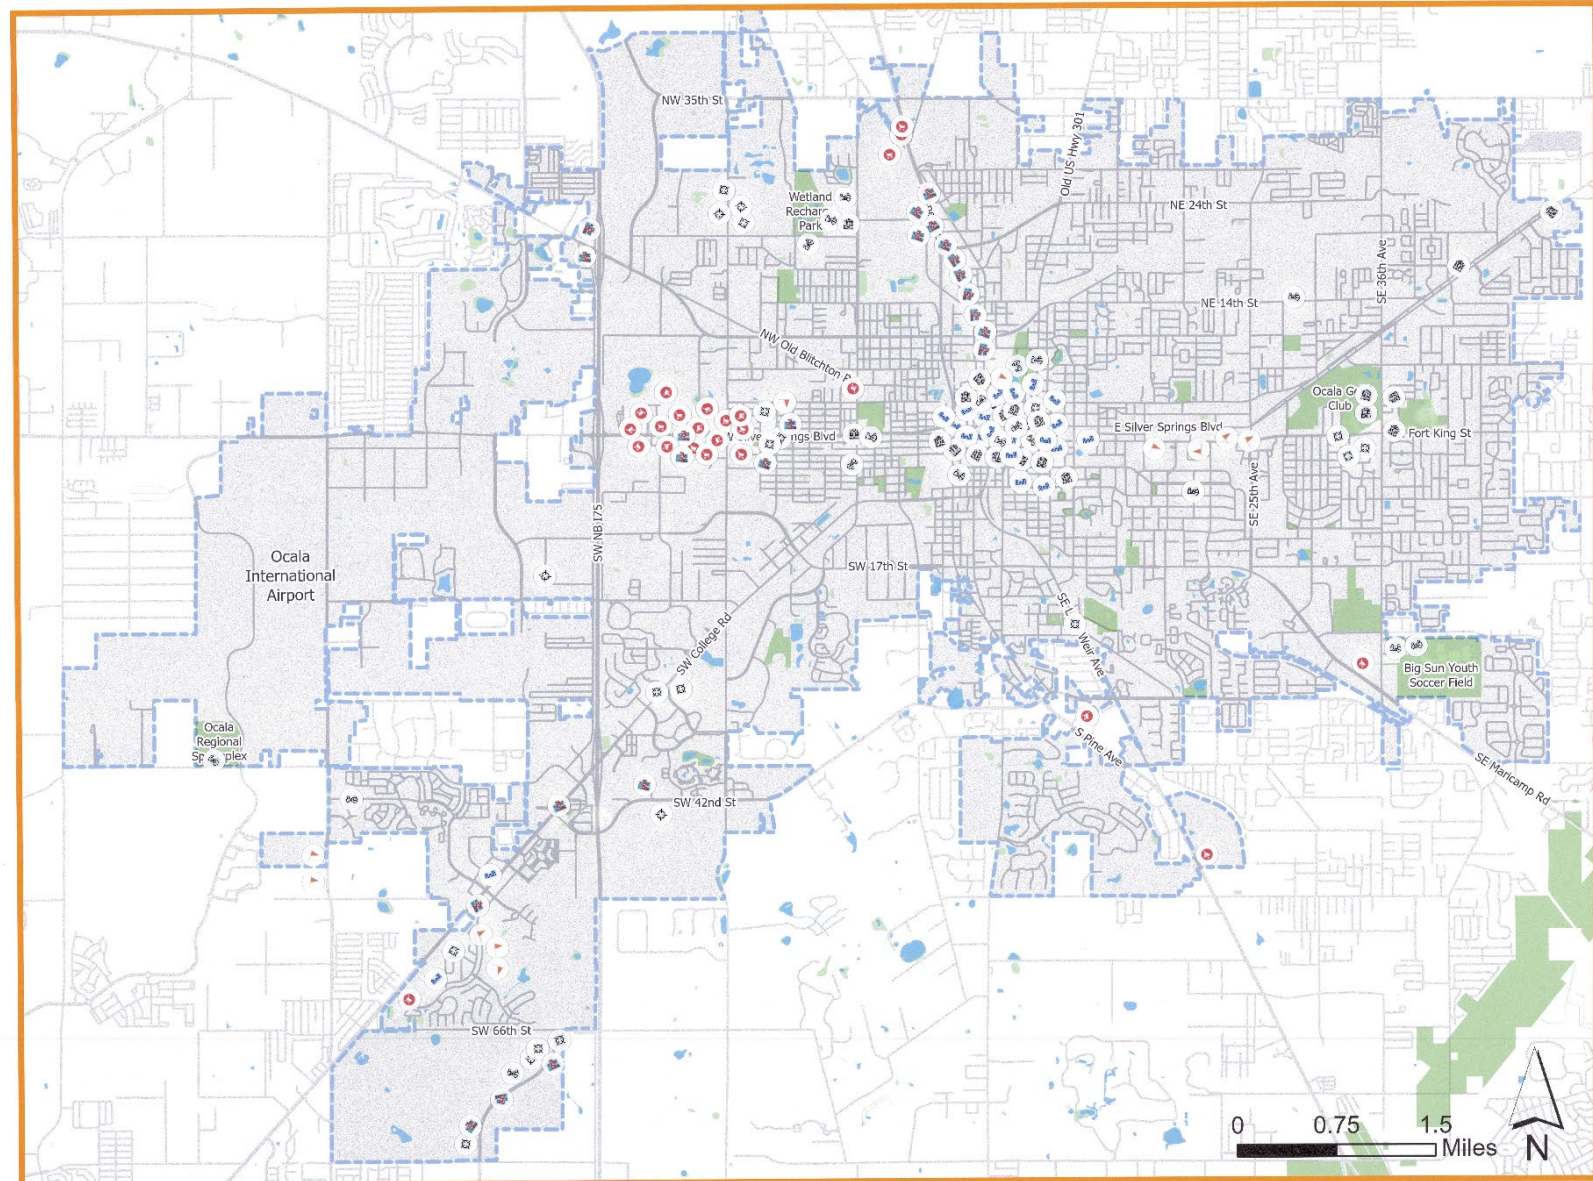 NW 35th St
Old US Hwy 301
Wetland
Park
NE 24th St
SE 36th Ave
NE 14th St
NW Old Blitchton
Ocala
Club
E Silver Springs Blvd
Fort King St
SE 25th Ave
SW NB I75
Ocala
International
Airport
SW 17th St
SW College Rd
SE
Weir Ave
Big Sun Youth
Soccer Field
Ocala
Regional
S Pine Ave
SE Maricamp Rd
SW 42nd St
SW 66th St
0 0.75 1.5
Miles
N